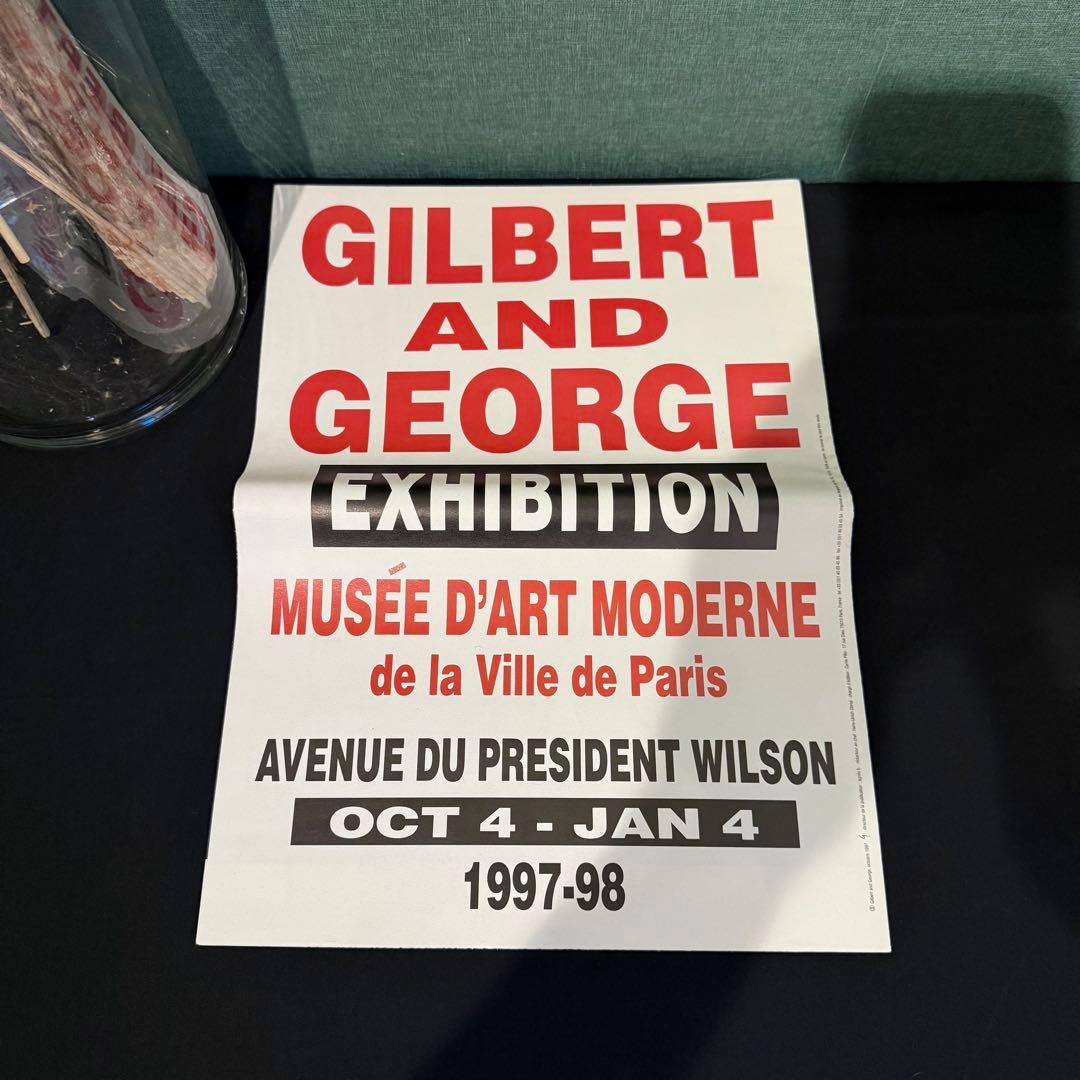 GILBERT
AND
GEORGE
EXHIBITION
MUSÉE D'ART MODERNE
de la Ville de Paris
AVENUE DU PRESIDENT WILSON
OCT 4 - JAN 4
1997-98